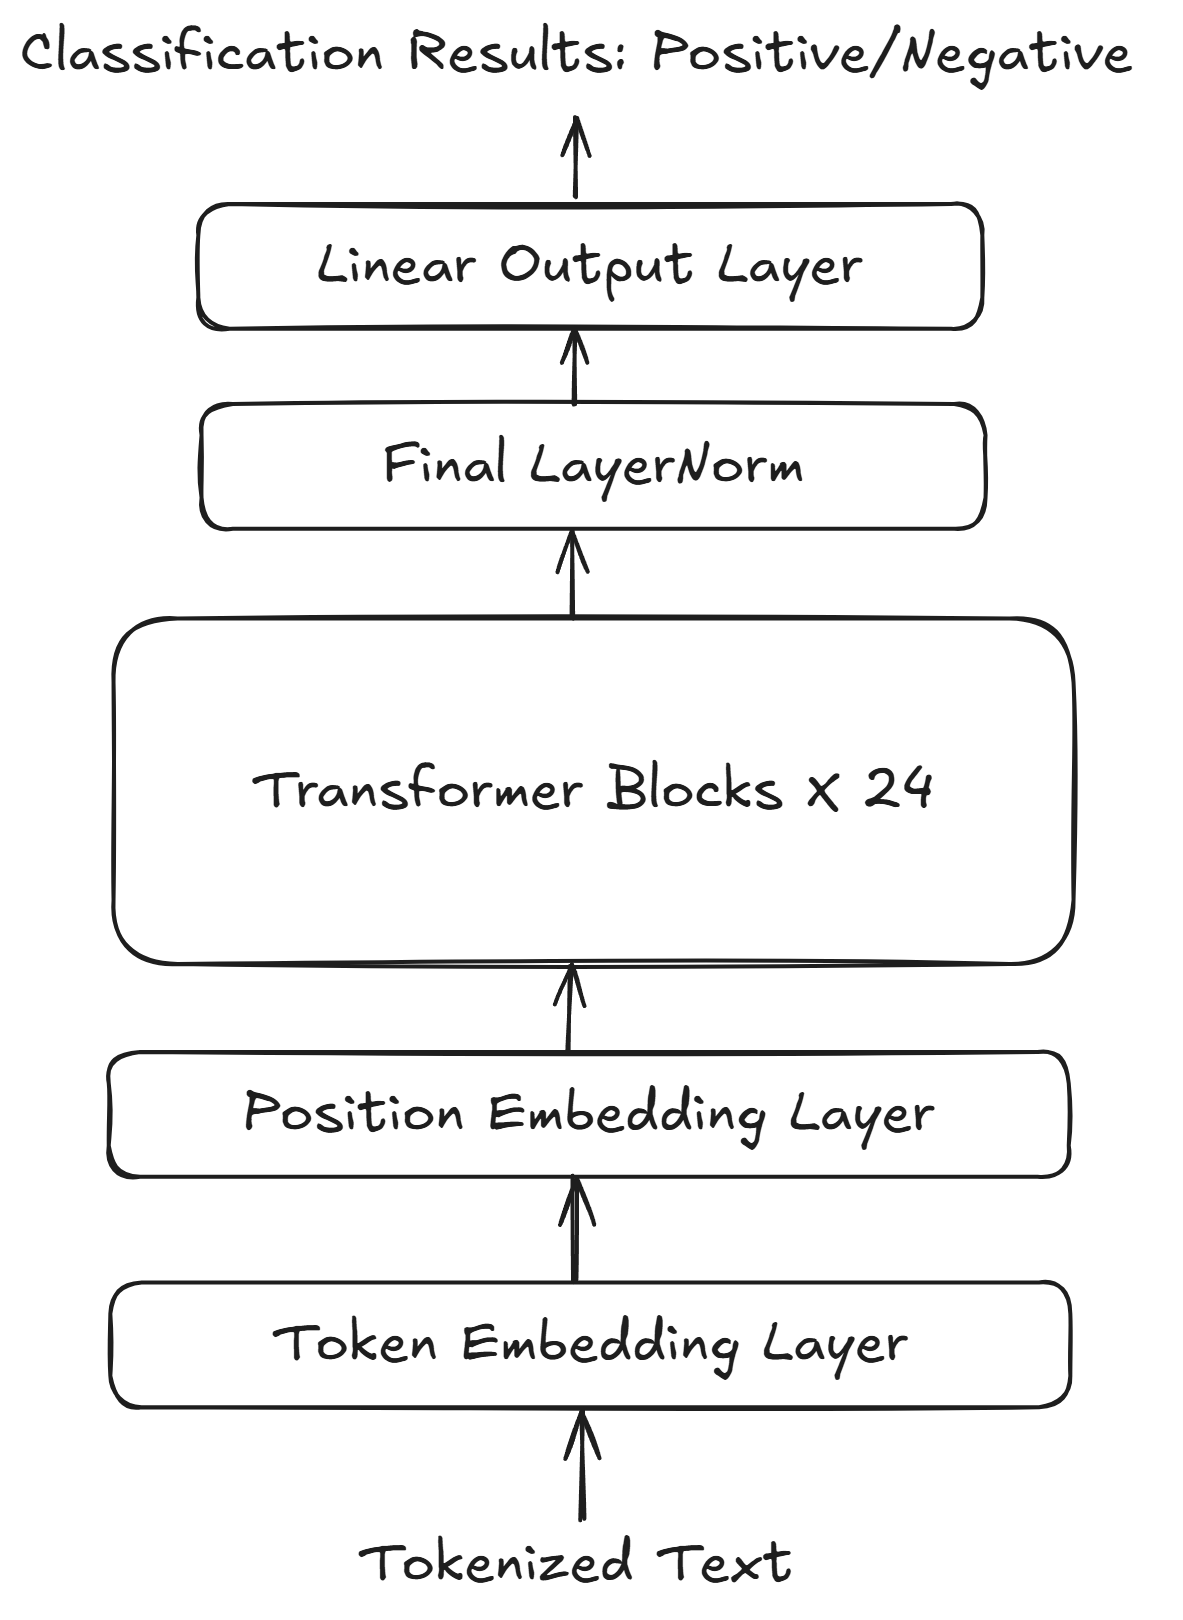 Classification Results: Positive/Negative
Linear Output Layer
Final LayerNorm
Transformer Blocks x 24
Position Embedding Layer
Token Embedding Layer
Tokenized Text